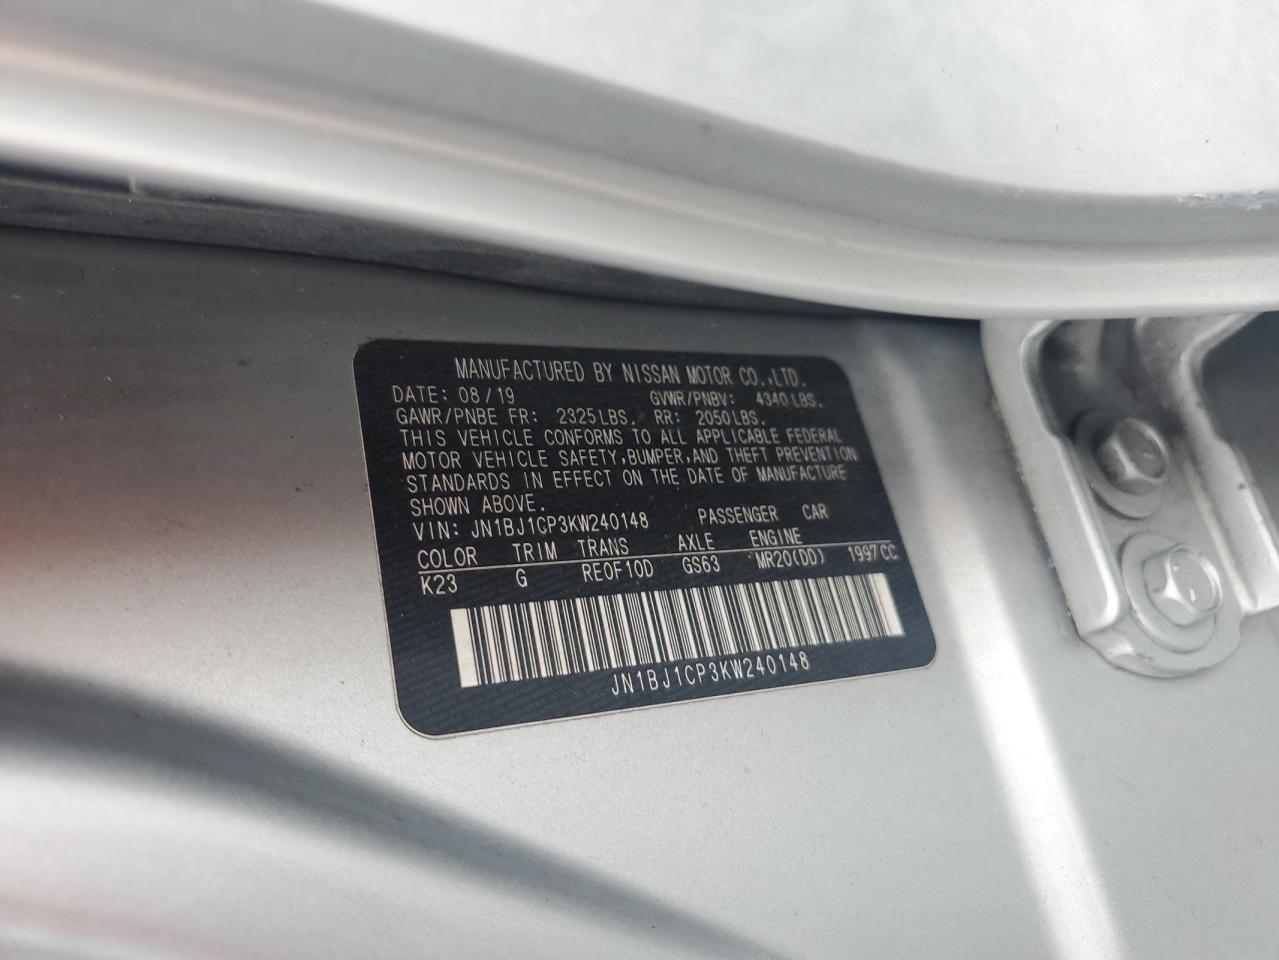 MANUFACTURED BY NISSAN MOTOR CO.,LTD.
DATE: 08/19 GVWR/PNBV: 4340 LBS.
GAWR/PNBE FR: 2325LBS. RR: 2050LBS.
THIS VEHICLE CONFORMS TO ALL APPLICABLE FEDERAL
MOTOR VEHICLE SAFETY,BUMPER,AND THEFT PREVENTION
STANDARDS IN EFFECT ON THE DATE OF MANUFACTURE
SHOWN ABOVE.
VIN: JN1BJ1CP3KW240148 PASSENGER CAR
COLOR TRIM TRANS AXLE ENGINE
K23 G RE0F10D GS63 MR20(DD) 1997CC
JN1BJ1CP3KW240148